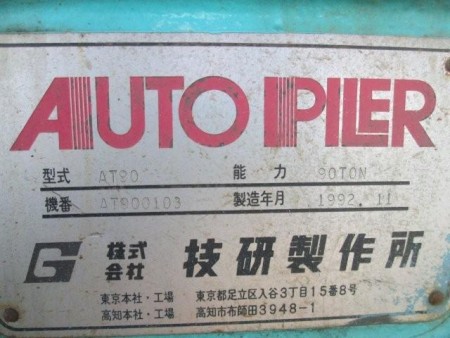 AUTO PILER
型式 AT90 能力 90TON
機番 AT900103 製造年月 1992.11
G 株式会社 技研製作所
東京本社・工場 東京都足立区入谷3丁目15番8号
高知本社・工場 高知市布師田3948-1